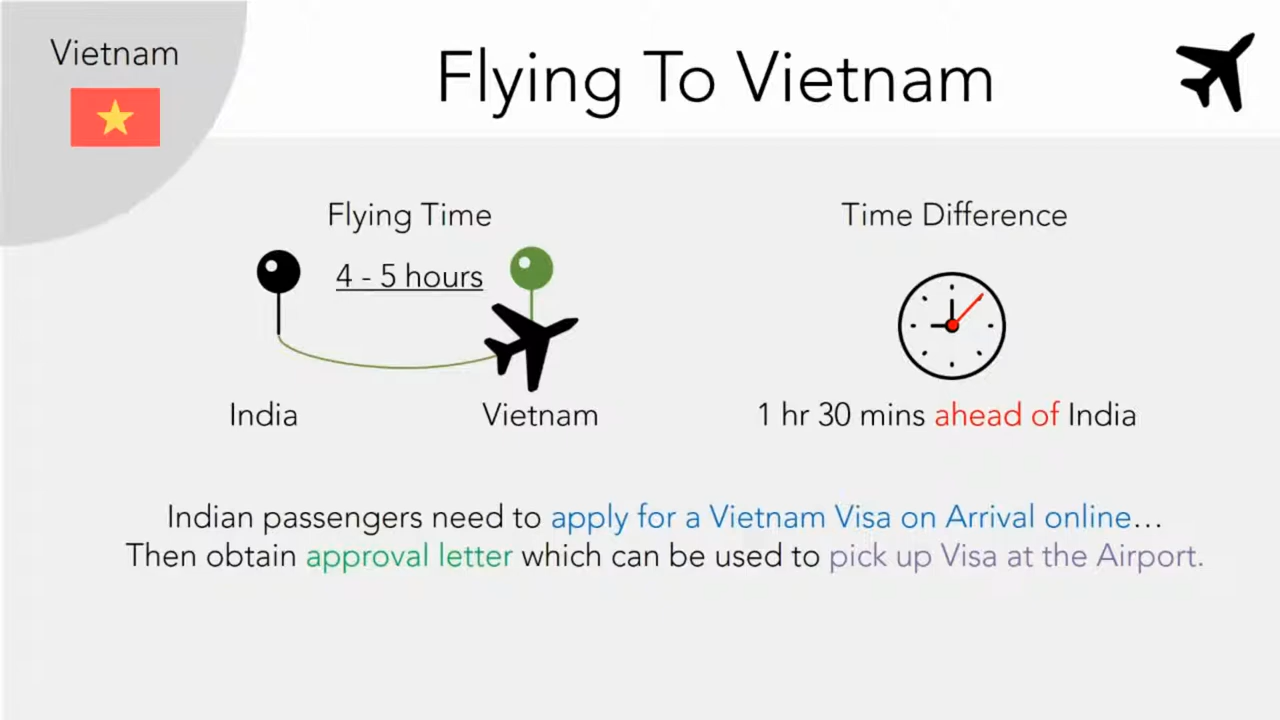 Vietnam
Flying To Vietnam
Flying Time
4 - 5 hours
India
Vietnam
Time Difference
1 hr 30 mins ahead of India
Indian passengers need to apply for a Vietnam Visa on Arrival online...
Then obtain approval letter which can be used to pick up Visa at the Airport.